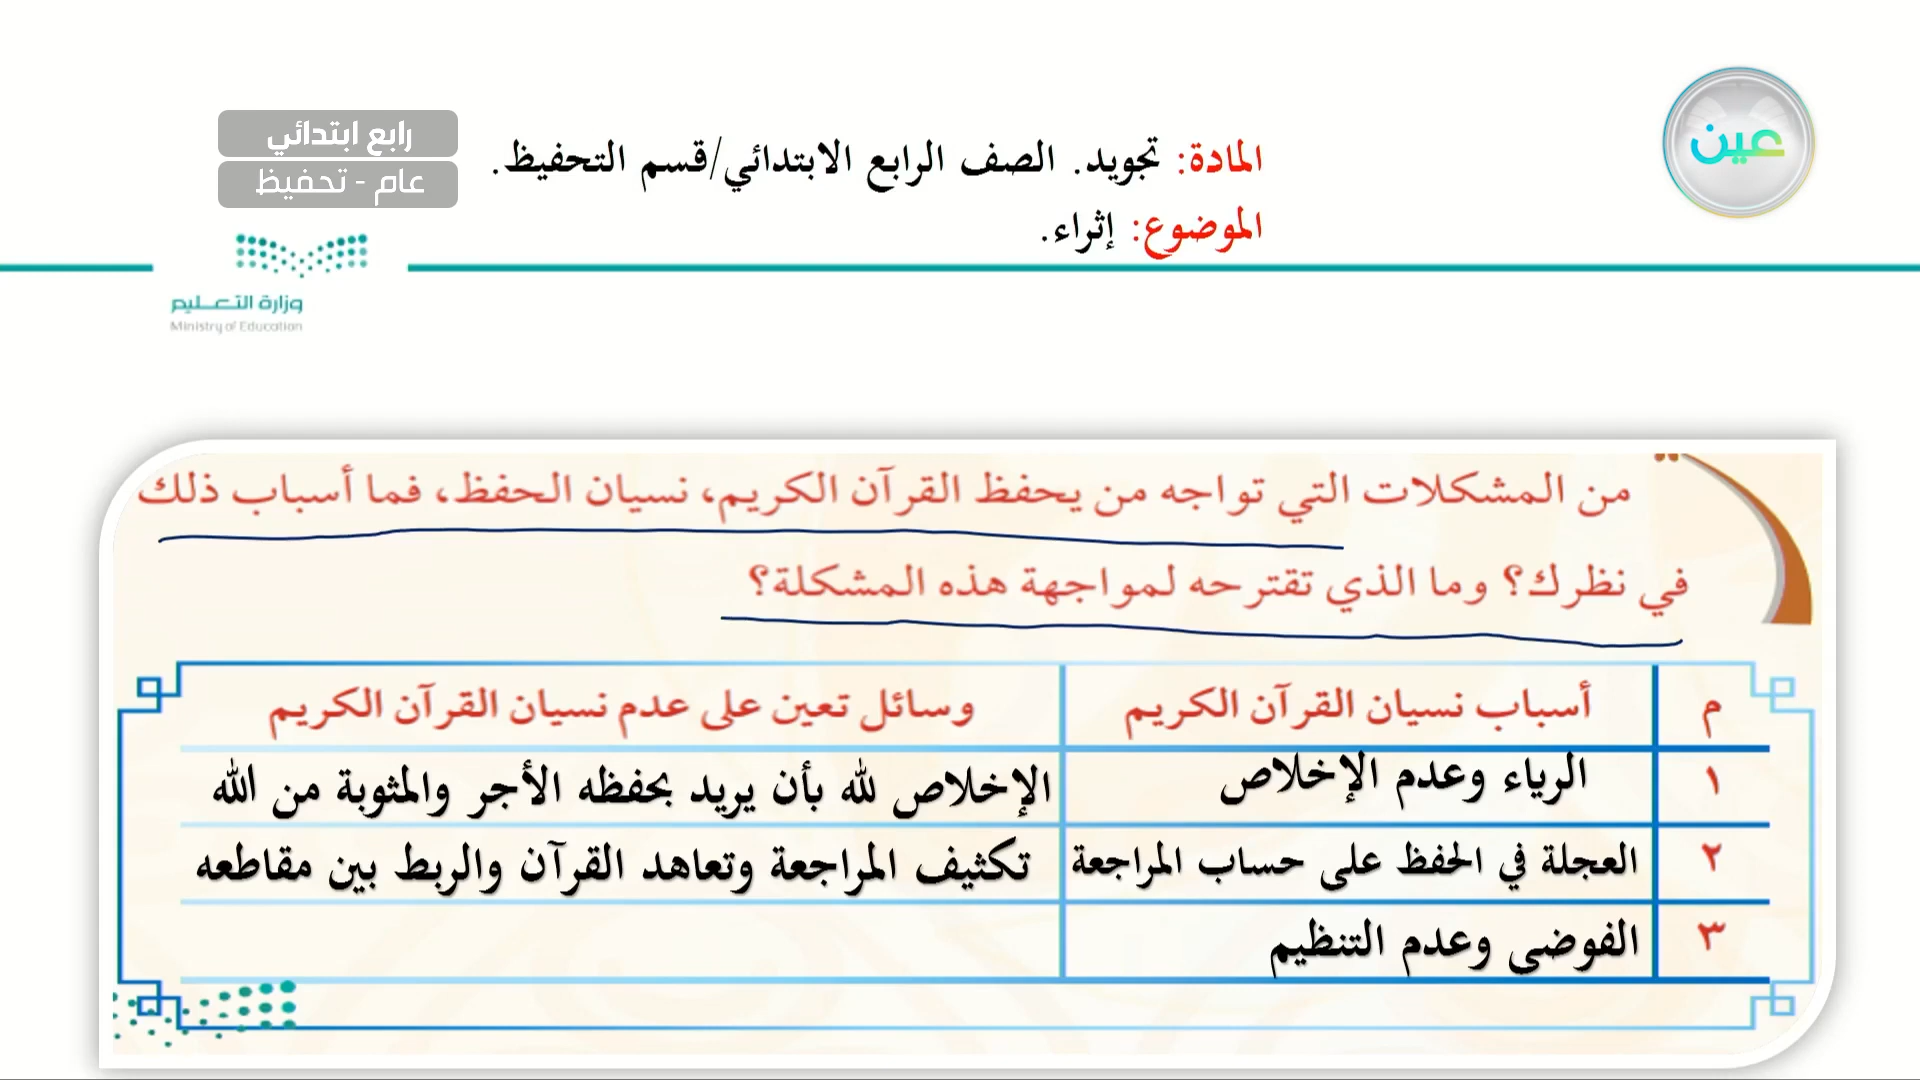 عين
رابع ابتدائي
عام - تحفيظ
المادة: تجويد. الصف الرابع الابتدائي/قسم التحفيظ.
الموضوع: إثراء.
وزارة التعليم
Ministry of Education
من المشكلات التي تواجه من يحفظ القرآن الكريم، نسيان الحفظ، فما أسباب ذلك
في نظرك؟ وما الذي تقترحه لمواجهة هذه المشكلة؟
م أسباب نسيان القرآن الكريم وسائل تعين على عدم نسيان القرآن الكريم
١ الرياء وعدم الإخلاص الإخلاص لله بأن يريد بحفظه الأجر والمثوبة من الله
٢ العجلة في الحفظ على حساب المراجعة تكثيف المراجعة وتعاهد القرآن والربط بين مقاطعه
٣ الفوضى وعدم التنظيم